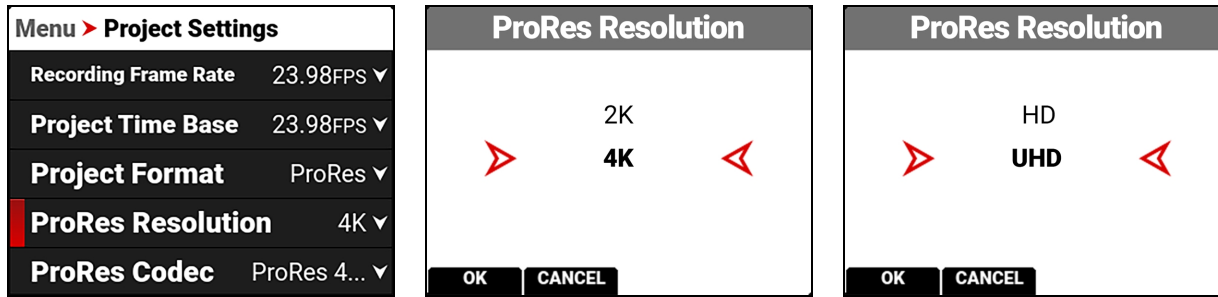 Menu ➤ Project Settings
Recording Frame Rate 23.98FPS
Project Time Base 23.98FPS
Project Format ProRes
ProRes Resolution 4K
ProRes Codec ProRes 4...
ProRes Resolution
2K
4K
OK CANCEL
ProRes Resolution
HD
UHD
OK CANCEL